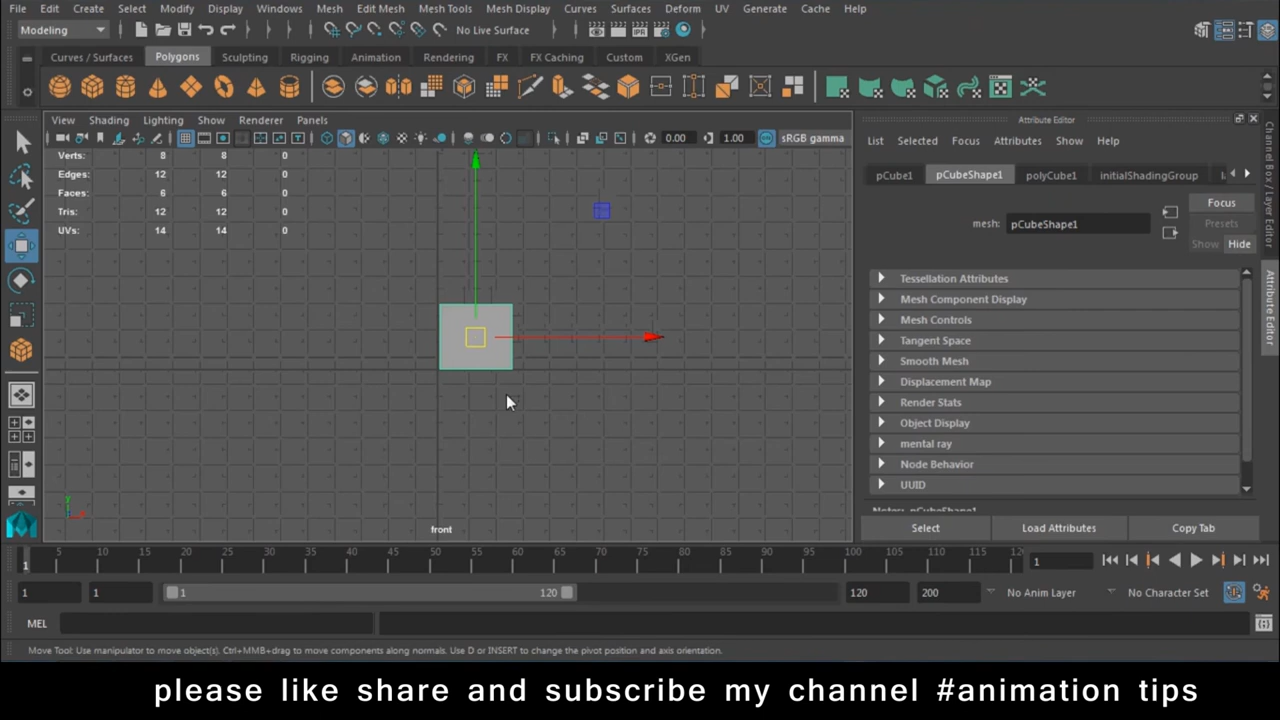 File Edit Create Select Modify Display Windows Mesh Edit Mesh Mesh Tools Mesh Display Curves Surfaces Deform UV Generate Cache Help
Modeling No Live Surface
Curves / Surfaces Polygons Sculpting Rigging Animation Rendering FX FX Caching Custom XGen
View Shading Lighting Show Renderer Panels
0.00 1.00 sRGB gamma
Verts: 8 8 0
Edges: 12 12 0
Faces: 6 6 0
Tris: 12 12 0
UVs: 14 14 0
front
Attribute Editor
List Selected Focus Attributes Show Help
pCube1 pCubeShape1 polyCube1 initialShadingGroup
Focus
mesh: pCubeShape1 Presets
Show Hide
Tessellation Attributes
Mesh Component Display
Mesh Controls
Tangent Space
Smooth Mesh
Displacement Map
Render Stats
Object Display
mental ray
Node Behavior
UUID
Notes: pCubeShape1
Select Load Attributes Copy Tab
Channel Box / Layer Editor
Attribute Editor
5 10 15 20 25 30 35 40 45 50 55 60 65 70 75 80 85 90 95 100 105 110 115
1 1
1 1 1 120 120 200 No Anim Layer No Character Set
MEL
Move Tool: Use manipulator to move object(s). Ctrl+MMB+drag to move components along normals. Use D or INSERT to change the pivot position and axis orientation.
please like share and subscribe my channel #animation tips